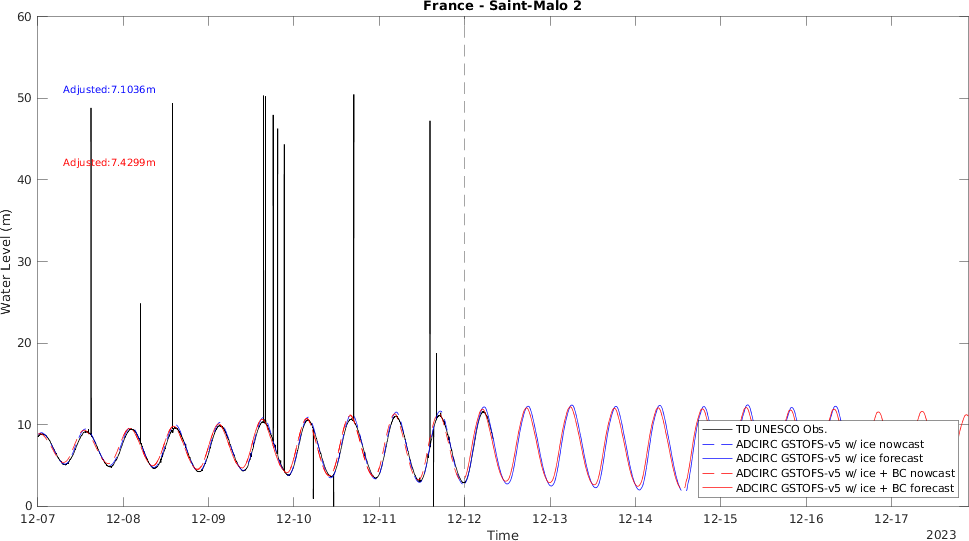 France - Saint-Malo 2
60
50
40
30
20
10
0
Water Level (m)
Adjusted:7.1036m
Adjusted:7.4299m
TD UNESCO Obs.
ADCIRC GSTOFS-v5 w/ ice nowcast
ADCIRC GSTOFS-v5 w/ ice forecast
ADCIRC GSTOFS-v5 w/ ice + BC nowcast
ADCIRC GSTOFS-v5 w/ ice + BC forecast
12-07 12-08 12-09 12-10 12-11 12-12 12-13 12-14 12-15 12-16 12-17
Time
2023